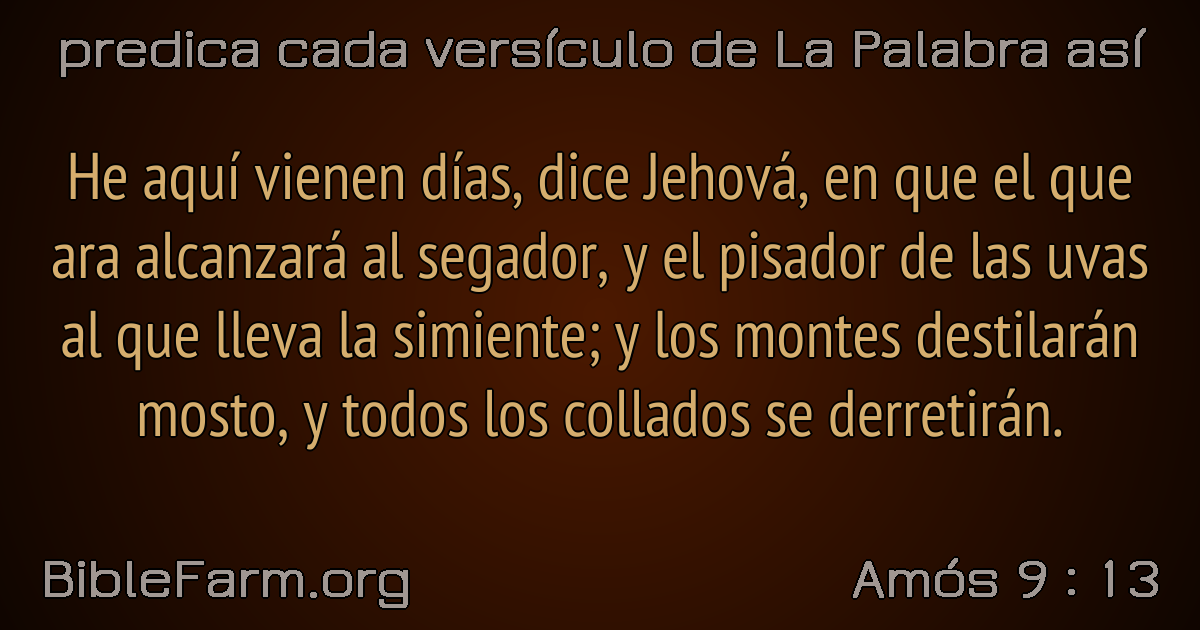 predica cada versículo de La Palabra así
He aquí vienen días, dice Jehová, en que el que
ara alcanzará al segador, y el pisador de las uvas
al que lleva la simiente; y los montes destilarán
mosto, y todos los collados se derretirán.
BibleFarm.org
Amós 9 : 13